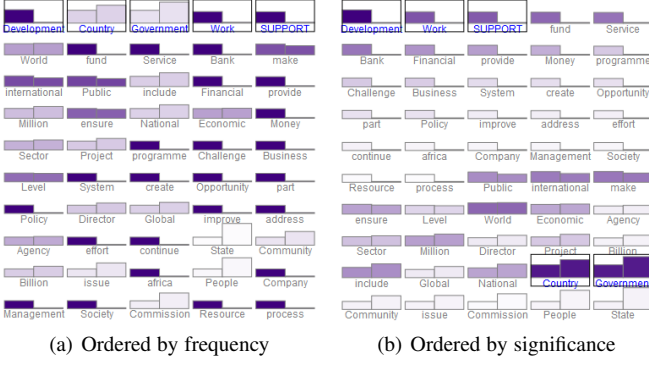 Development Country Government Work SUPPORT
World fund Service Bank make
international Public include Financial provide
Million ensure National Economic Money
Sector Project programme Challenge Business
Level System create Opportunity part
Policy Director Global improve address
Agency effort continue State Community
Billion issue africa People Company
Management Society Commission Resource process
(a) Ordered by frequency
Development Work SUPPORT fund Service
Bank Financial provide Money programme
Challenge Business System create Opportunity
part Policy improve address effort
continue africa Company Management Society
Resource process Public international make
ensure Level World Economic Agency
Sector Million Director Project Billion
include Global National Country Government
Community issue Commission People State
(b) Ordered by significance